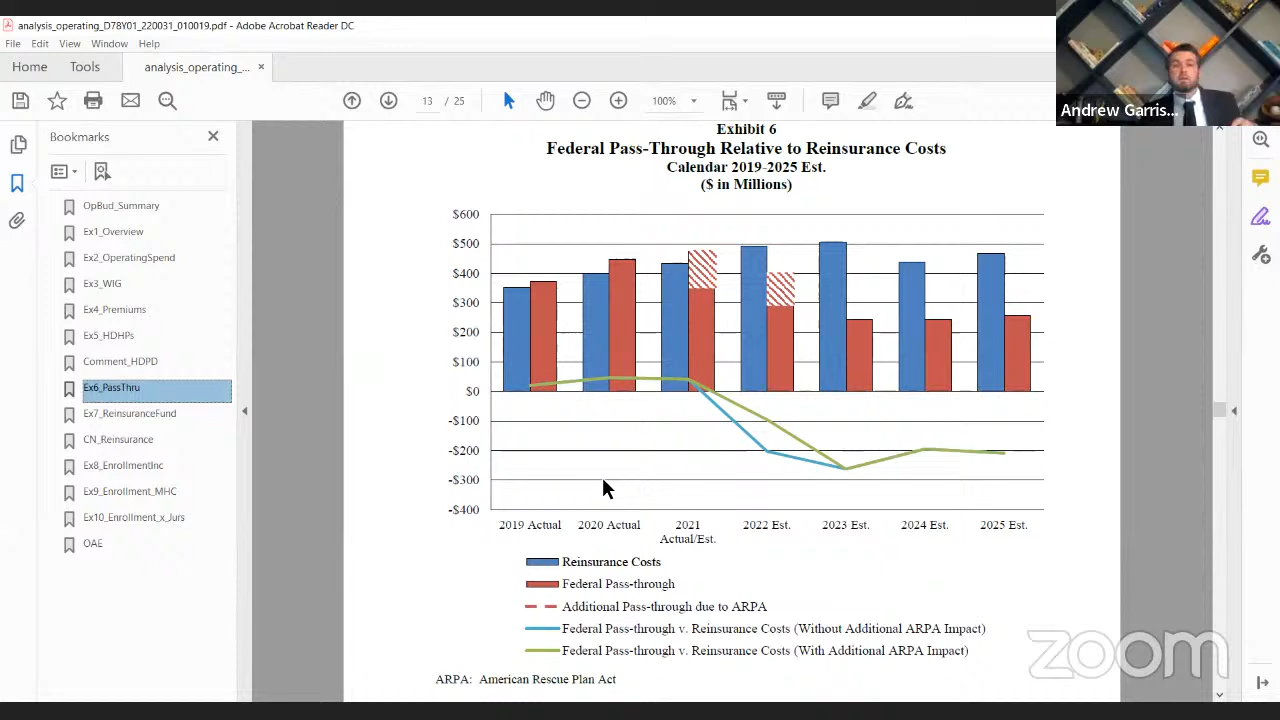 analysis_operating_D78Y01_220031_010019.pdf - Adobe Acrobat Reader DC
File Edit View Window Help
Home Tools analysis_operating_... ×
13 / 25 100%
Andrew Garris...
Bookmarks
OpBud_Summary
Ex1_Overview
Ex2_OperatingSpend
Ex3_WIG
Ex4_Premiums
Ex5_HDHPs
Comment_HDPD
Ex6_PassThru
Ex7_ReinsuranceFund
CN_Reinsurance
Ex8_EnrollmentInc
Ex9_Enrollment_MHC
Ex10_Enrollment_x_Jurs
OAE
Exhibit 6
Federal Pass-Through Relative to Reinsurance Costs
Calendar 2019-2025 Est.
($ in Millions)
$600
$500
$400
$300
$200
$100
$0
-$100
-$200
-$300
-$400
2019 Actual 2020 Actual 2021 Actual/Est. 2022 Est. 2023 Est. 2024 Est. 2025 Est.
Reinsurance Costs
Federal Pass-through
Additional Pass-through due to ARPA
Federal Pass-through v. Reinsurance Costs (Without Additional ARPA Impact)
Federal Pass-through v. Reinsurance Costs (With Additional ARPA Impact)
ARPA: American Rescue Plan Act
zoom